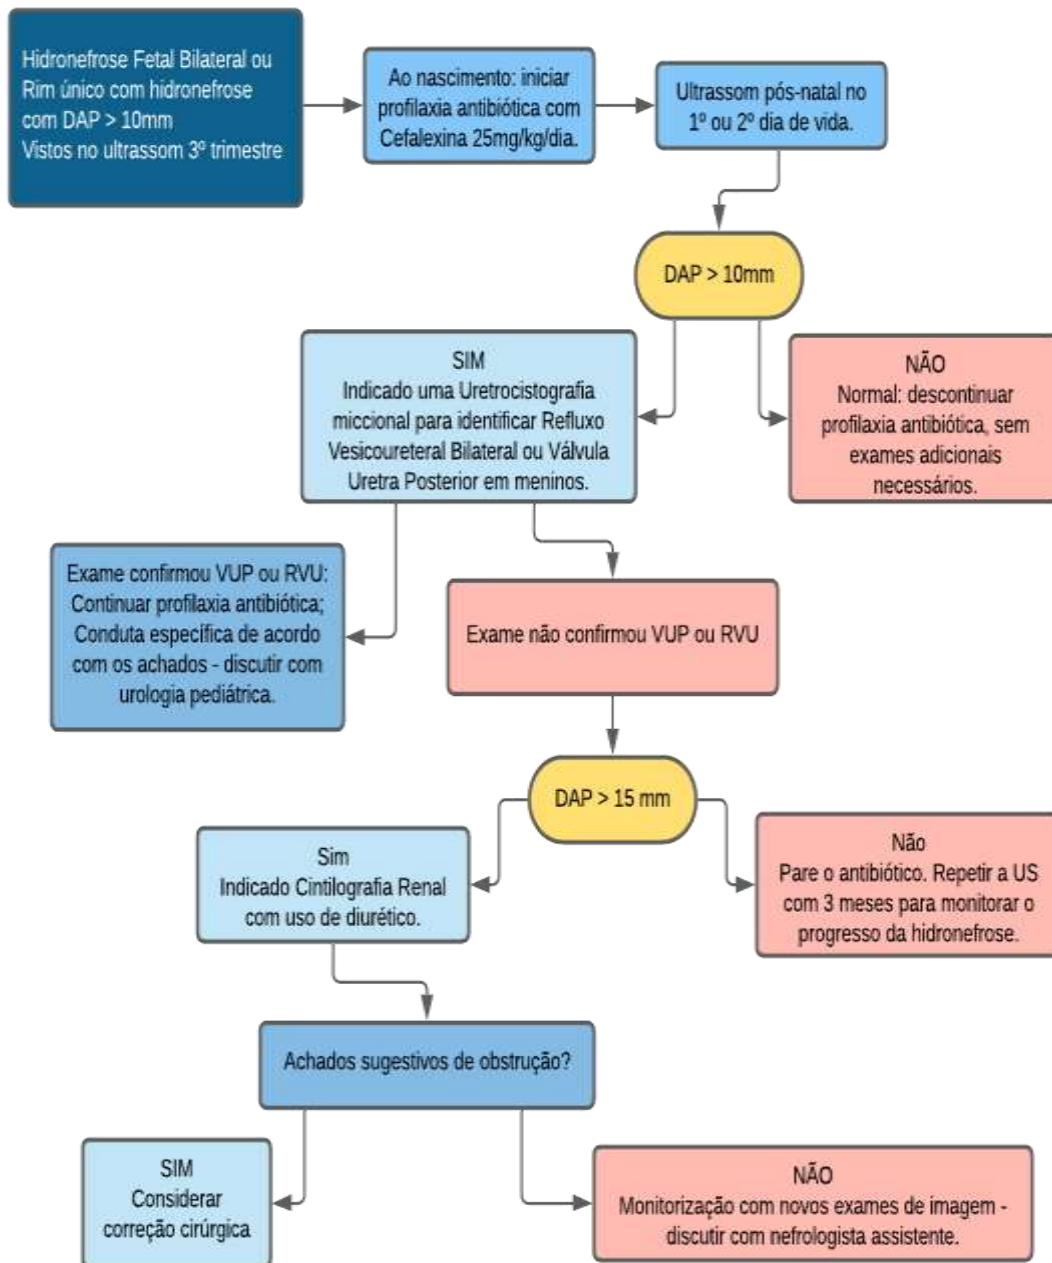 Hidronefrose Fetal Bilateral ou
Rim único com hidronefrose
com DAP > 10mm
Vistos no ultrassom 3º trimestre
Ao nascimento: iniciar
profilaxia antibiótica com
Cefalexina 25mg/kg/dia.
Ultrassom pós-natal no
1º ou 2º dia de vida.
DAP > 10mm
SIM
Indicado uma Uretrocistografia
miccional para identificar Refluxo
Vesicoureteral Bilateral ou Válvula
Uretra Posterior em meninos.
NÃO
Normal: descontinuar
profilaxia antibiótica, sem
exames adicionais
necessários.
Exame confirmou VUP ou RVU:
Continuar profilaxia antibiótica;
Conduta específica de acordo
com os achados - discutir com
urologia pediátrica.
Exame não confirmou VUP ou RVU
DAP > 15 mm
Sim
Indicado Cintilografia Renal
com uso de diurético.
Não
Pare o antibiótico. Repetir a US
com 3 meses para monitorar o
progresso da hidronefrose.
Achados sugestivos de obstrução?
SIM
Considerar
correção cirúrgica
NÃO
Monitorização com novos exames de imagem -
discutir com nefrologista assistente.